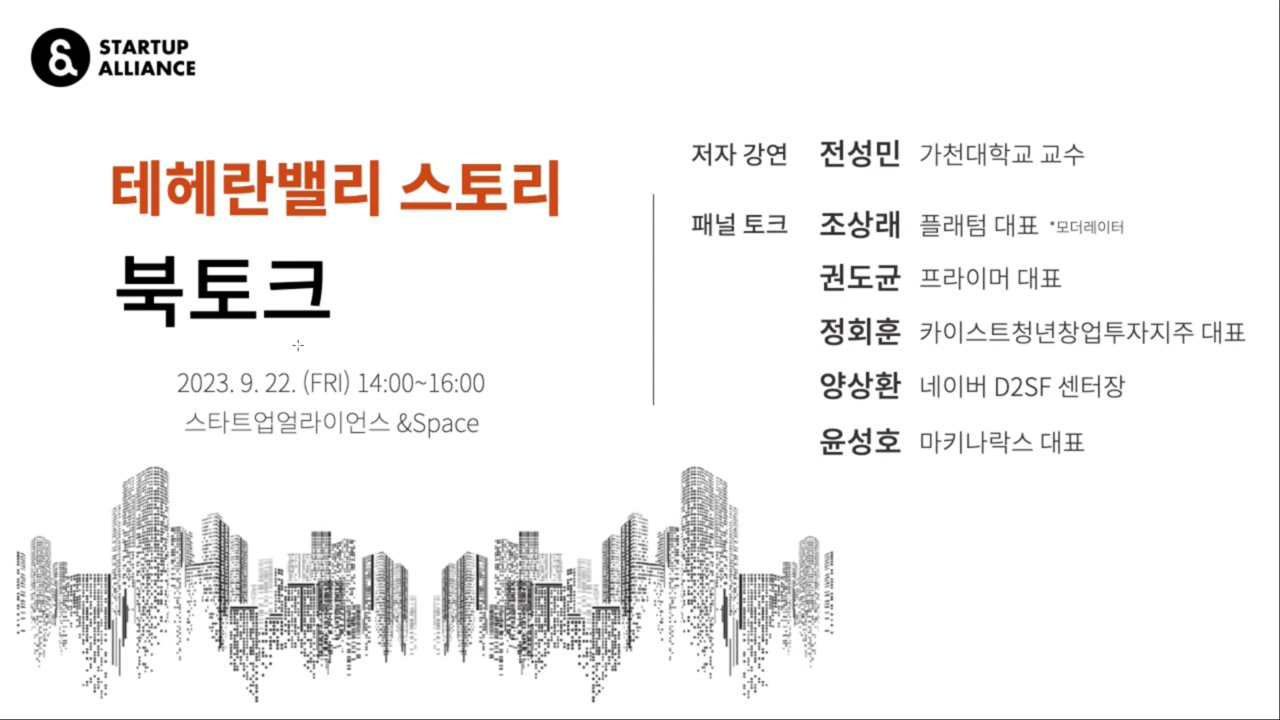 STARTUP
ALLIANCE
테헤란밸리 스토리
북토크
2023. 9. 22. (FRI) 14:00~16:00
스타트업얼라이언스 &Space
저자 강연 전성민 가천대학교 교수
패널 토크 조상래 플래텀 대표 *모더레이터
권도균 프라이머 대표
정회훈 카이스트청년창업투자지주 대표
양상환 네이버 D2SF 센터장
윤성호 마키나락스 대표